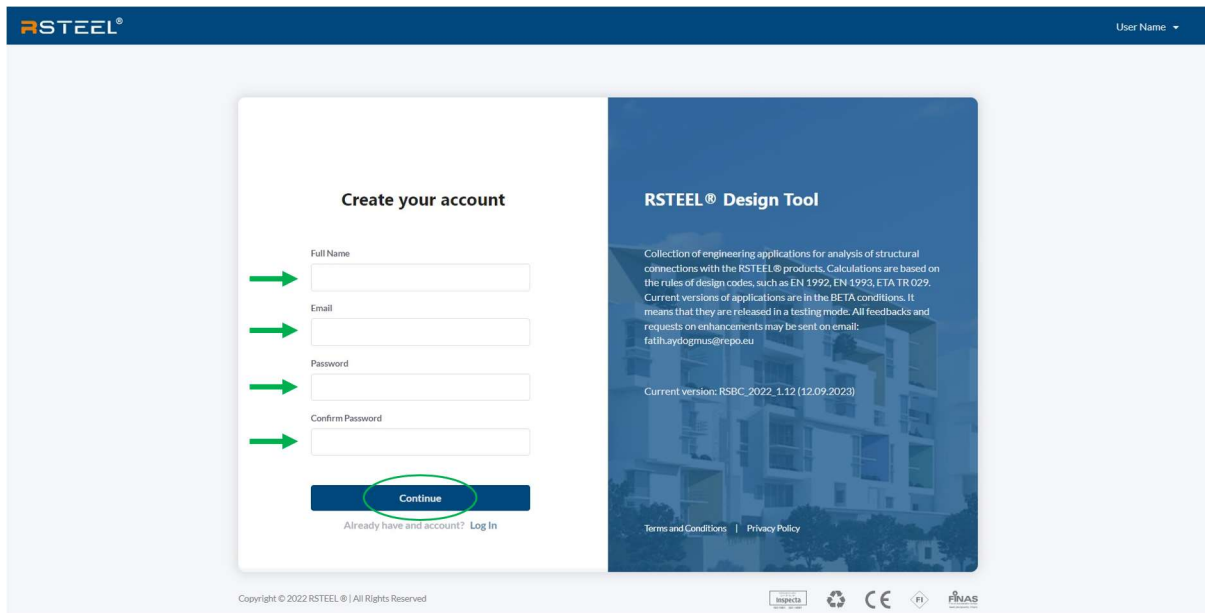 RSTEEL®
User Name
Create your account
Full Name
Email
Password
Confirm Password
Continue
Already have and account? Log In
RSTEEL® Design Tool
Collection of engineering applications for analysis of structural
connections with the RSTEEL® products. Calculations are based on
the rules of design codes, such as EN 1992, EN 1993, ETA TR 029.
Current versions of applications are in the BETA conditions. It
means that they are released in a testing mode. All feedbacks and
requests on enhancements may be sent on email:
fatih.aydogmus@repo.eu
Current version: RSBC_2022_1.12 (12.09.2023)
Terms and Conditions | Privacy Policy
Copyright © 2022 RSTEEL ® | All Rights Reserved
inspecta
CE
FI
FINAS